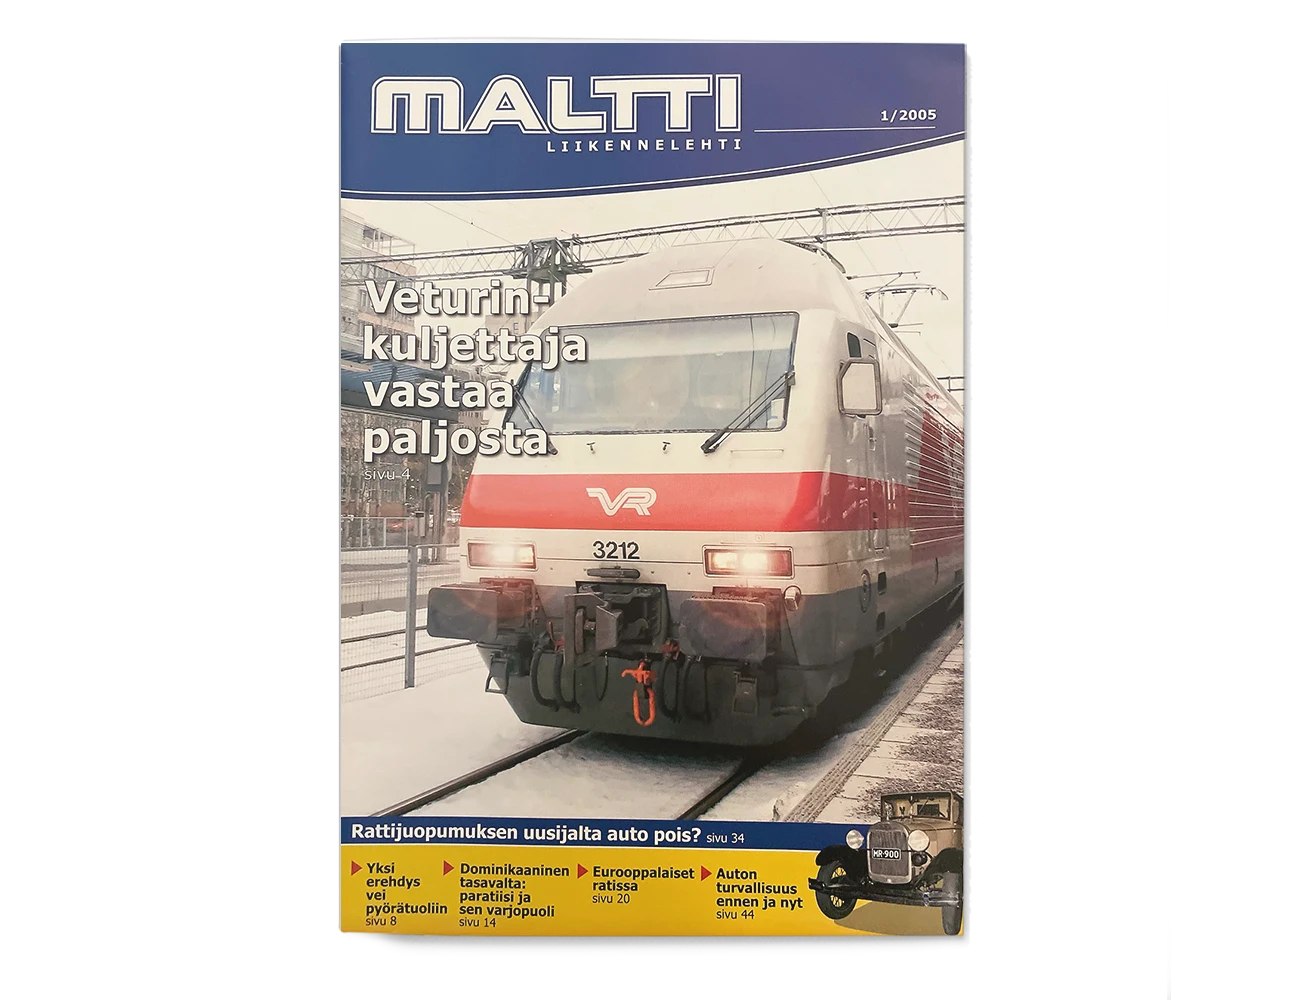 MALTTI
LIIKENNELEHTI
1/2005
Veturin-
kuljettaja
vastaa
paljosta
sivu 4
VR
3212
Rattijuopumuksen uusijalta auto pois? sivu 34
Yksi
erehdys
vei
pyörätuoliin
sivu 8
Dominikaaninen
tasavalta:
paratiisi ja
sen varjopuoli
sivu 14
Eurooppalaiset
ratissa
sivu 20
Auton
turvallisuus
ennen ja nyt
sivu 44
MR-900